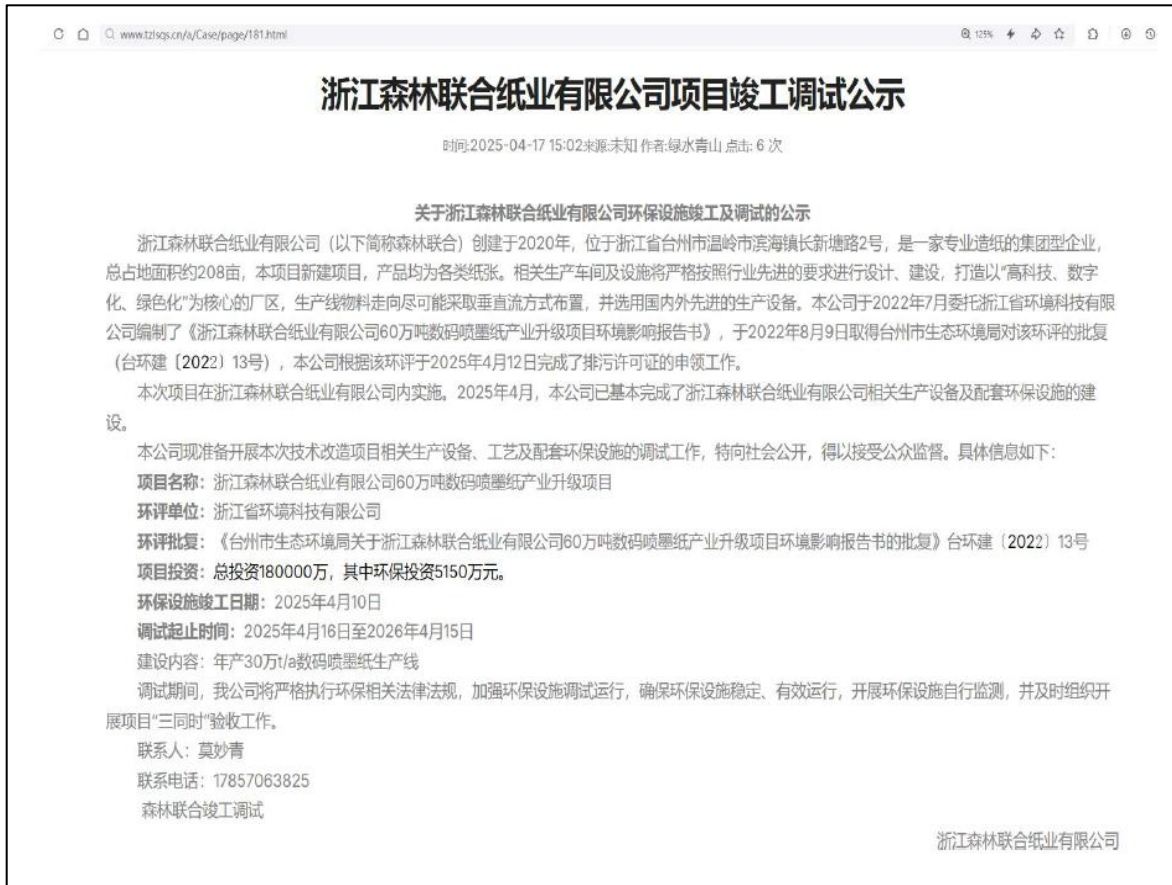 www.tzlsqs.cn/a/Case/page/181.html
125%
浙江森林联合纸业有限公司项目竣工调试公示
时间:2025-04-17 15:02来源:未知 作者:绿水青山 点击: 6 次
关于浙江森林联合纸业有限公司环保设施竣工及调试的公示
浙江森林联合纸业有限公司（以下简称森林联合）创建于2020年，位于浙江省台州市温岭市滨海镇长新塘路2号，是一家专业造纸的集团型企业，
总占地面积约208亩，本项目新建项目，产品均为各类纸张。相关生产车间及设施将严格按照行业先进的要求进行设计、建设，打造以“高科技、数字
化、绿色化”为核心的厂区，生产线物料走向尽可能采取垂直流方式布置，并选用国内外先进的生产设备。本公司于2022年7月委托浙江省环境科技有限
公司编制了《浙江森林联合纸业有限公司60万吨数码喷墨纸产业升级项目环境影响报告书》，于2022年8月9日取得台州市生态环境局对该环评的批复
（台环建〔2022〕13号），本公司根据该环评于2025年4月12日完成了排污许可证的申领工作。
本次项目在浙江森林联合纸业有限公司内实施。2025年4月，本公司已基本完成了浙江森林联合纸业有限公司相关生产设备及配套环保设施的建
设。
本公司现准备开展本次技术改造项目相关生产设备、工艺及配套环保设施的调试工作，特向社会公开，得以接受公众监督。具体信息如下：
项目名称：浙江森林联合纸业有限公司60万吨数码喷墨纸产业升级项目
环评单位：浙江省环境科技有限公司
环评批复：《台州市生态环境局关于浙江森林联合纸业有限公司60万吨数码喷墨纸产业升级项目环境影响报告书的批复》台环建〔2022〕13号
项目投资：总投资180000万，其中环保投资5150万元。
环保设施竣工日期：2025年4月10日
调试起止时间：2025年4月16日至2026年4月15日
建设内容：年产30万t/a数码喷墨纸生产线
调试期间，我公司将严格执行环保相关法律法规，加强环保设施调试运行，确保环保设施稳定、有效运行，开展环保设施自行监测，并及时组织开
展项目“三同时”验收工作。
联系人：莫妙青
联系电话：17857063825
森林联合竣工调试
浙江森林联合纸业有限公司